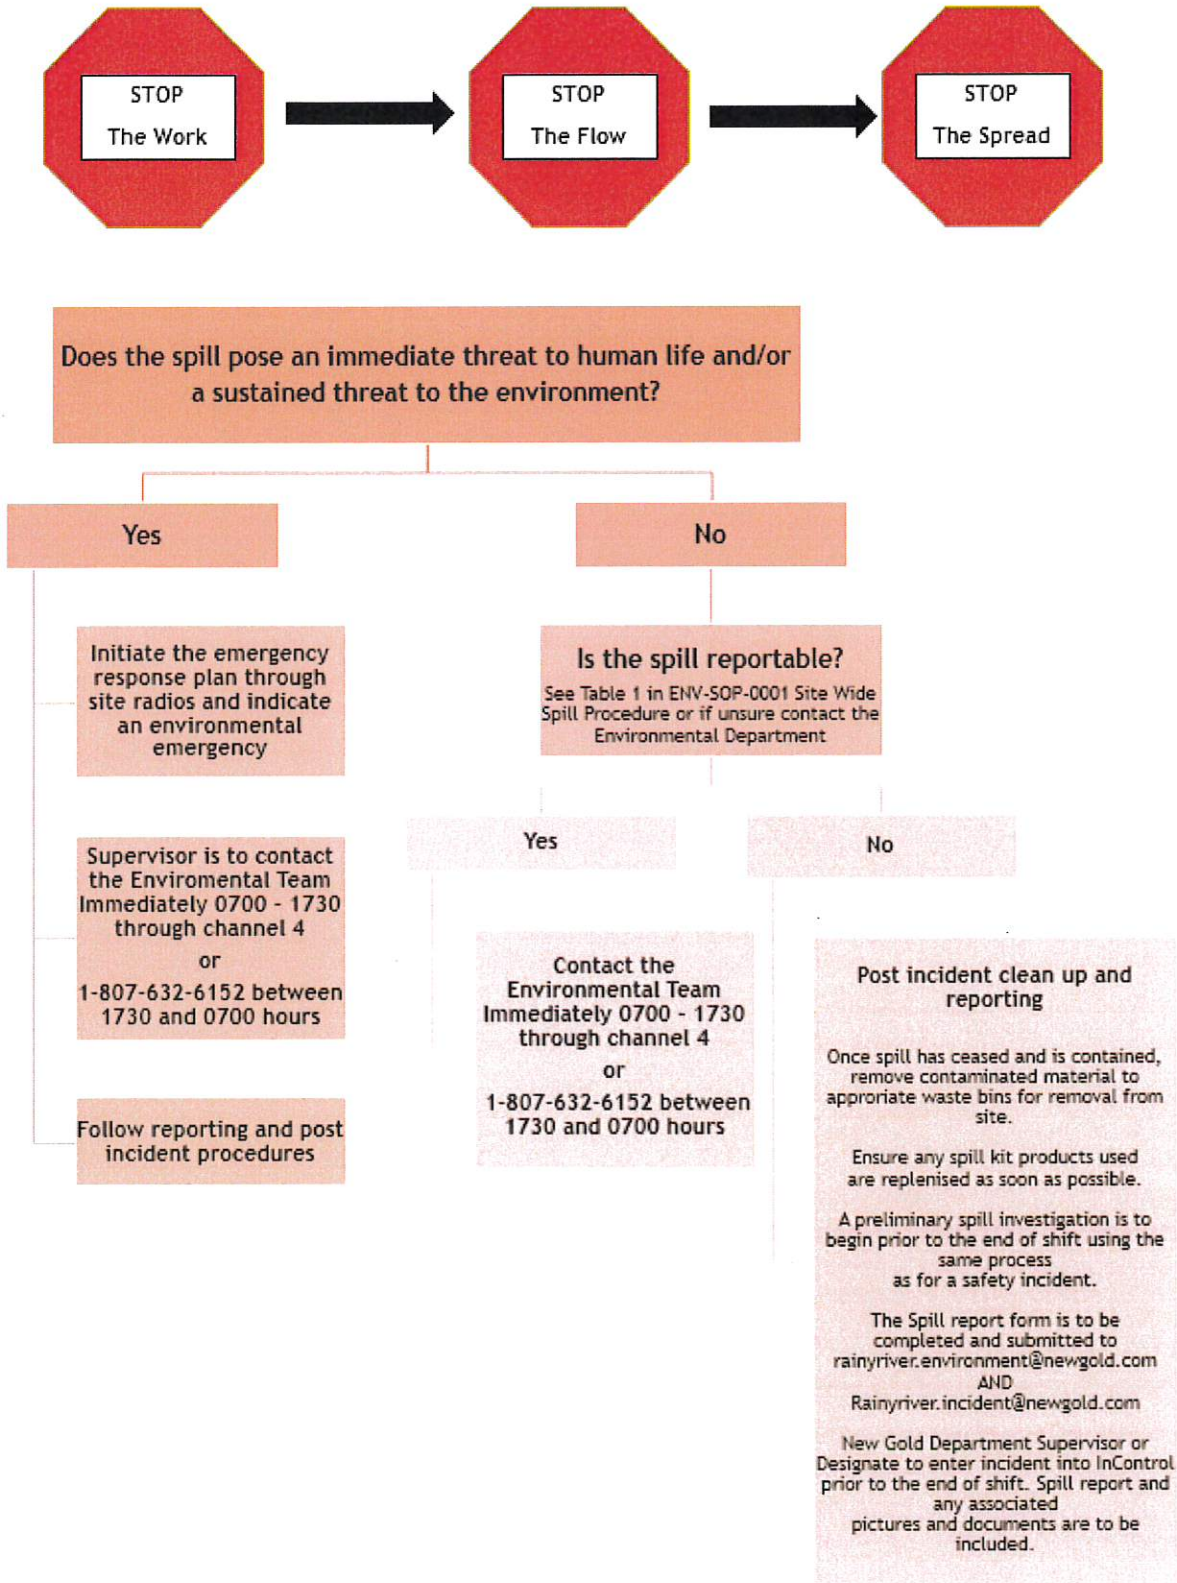 STOP
The Work
STOP
The Flow
STOP
The Spread
Does the spill pose an immediate threat to human life and/or
a sustained threat to the environment?
Yes
No
Initiate the emergency
response plan through
site radios and indicate
an environmental
emergency
Supervisor is to contact
the Enviromental Team
Immediately 0700 - 1730
through channel 4
or
1-807-632-6152 between
1730 and 0700 hours
Follow reporting and post
incident procedures
Is the spill reportable?
See Table 1 in ENV-SOP-0001 Site Wide
Spill Procedure or if unsure contact the
Environmental Department
Yes
No
Contact the
Environmental Team
Immediately 0700 - 1730
through channel 4
or
1-807-632-6152 between
1730 and 0700 hours
Post incident clean up and
reporting
Once spill has ceased and is contained,
remove contaminated material to
approriate waste bins for removal from
site.
Ensure any spill kit products used
are replenised as soon as possible.
A preliminary spill investigation is to
begin prior to the end of shift using the
same process
as for a safety incident.
The Spill report form is to be
completed and submitted to
rainyriver.environment@newgold.com
AND
Rainyriver.incident@newgold.com
New Gold Department Supervisor or
Designate to enter incident into InControl
prior to the end of shift. Spill report and
any associated
pictures and documents are to be
included.